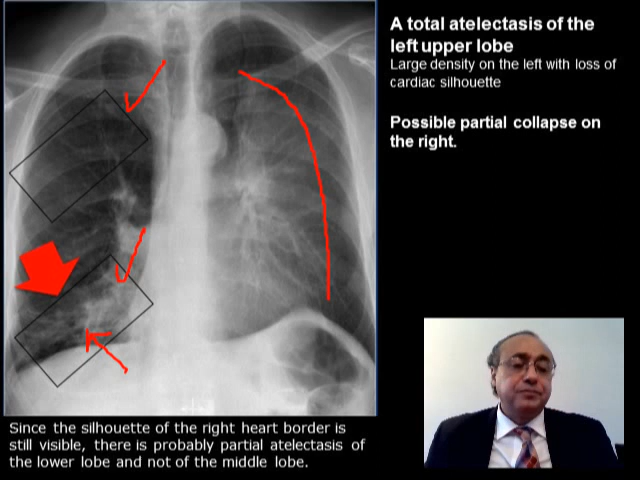 A total atelectasis of the
left upper lobe
Large density on the left with loss of
cardiac silhouette
Possible partial collapse on
the right.
Since the silhouette of the right heart border is
still visible, there is probably partial atelectasis of
the lower lobe and not of the middle lobe.